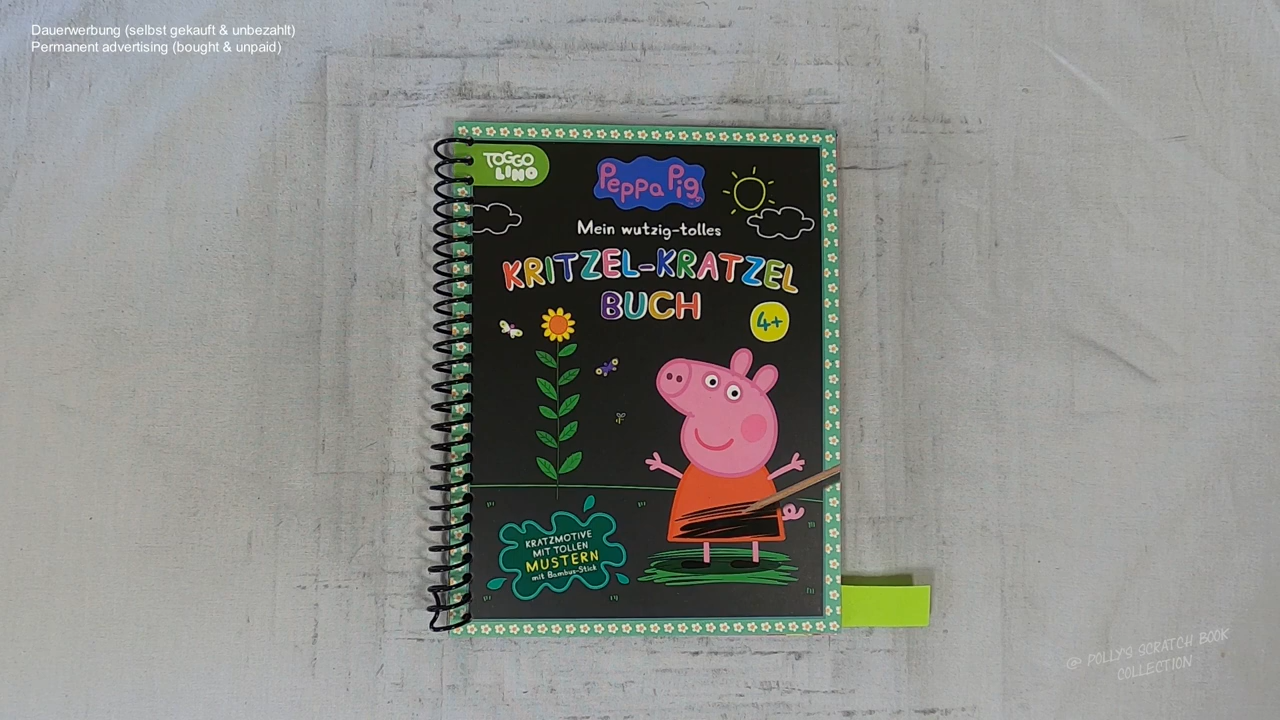 Dauerwerbung (selbst gekauft & unbezahlt)
Permanent advertising (bought & unpaid)
TOGGO
LINO
Peppa Pig
Mein wutzig-tolles
KRITZEL-KRATZEL
BUCH
4+
KRATZMOTIVE
MIT TOLLEN
MUSTERN
mit Bambus-Stick
@ POLLY'S SCRATCH BOOK
COLLECTION